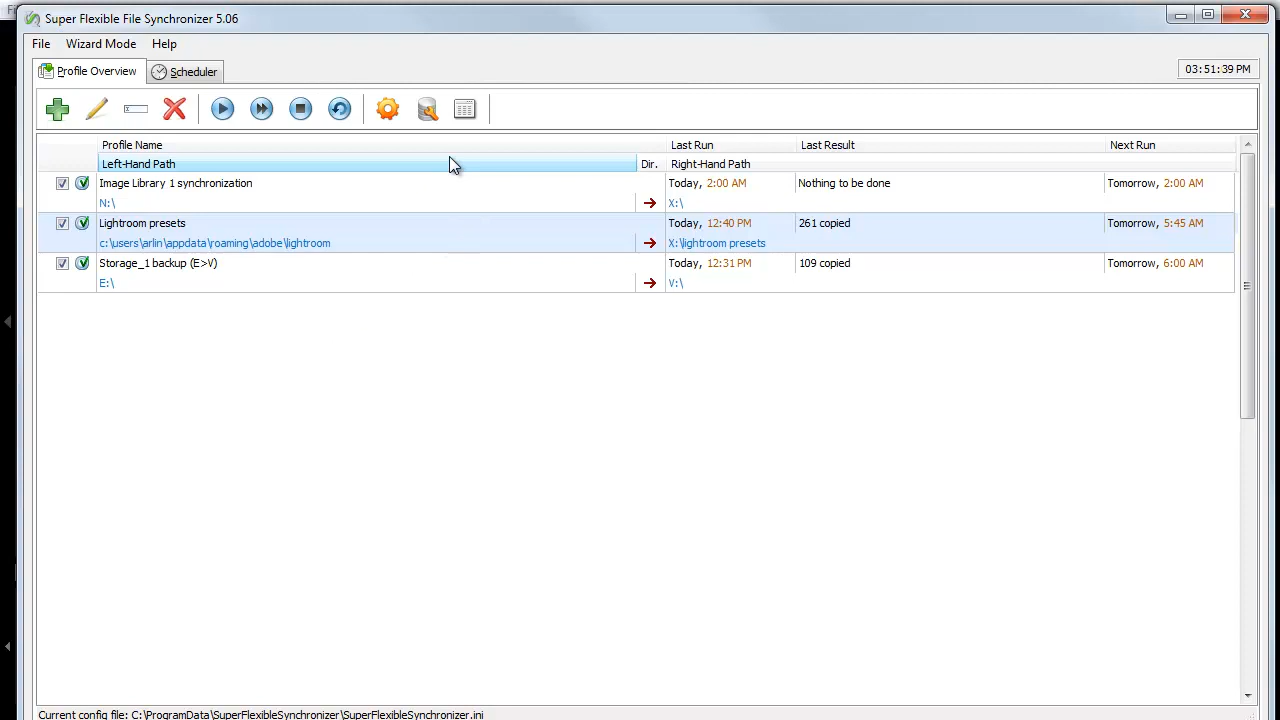 Super Flexible File Synchronizer 5.06
File Wizard Mode Help
Profile Overview Scheduler 03:51:39 PM
Profile Name Last Run Last Result Next Run
Left-Hand Path Dir. Right-Hand Path
Image Library 1 synchronization Today, 2:00 AM Nothing to be done Tomorrow, 2:00 AM
N:\ X:\
Lightroom presets Today, 12:40 PM 261 copied Tomorrow, 5:45 AM
c:\users\arlin\appdata\roaming\adobe\lightroom X:\lightroom presets
Storage_1 backup (E>V) Today, 12:31 PM 109 copied Tomorrow, 6:00 AM
E:\ V:\
Current config file: C:\ProgramData\SuperFlexibleSynchronizer\SuperFlexibleSynchronizer.ini